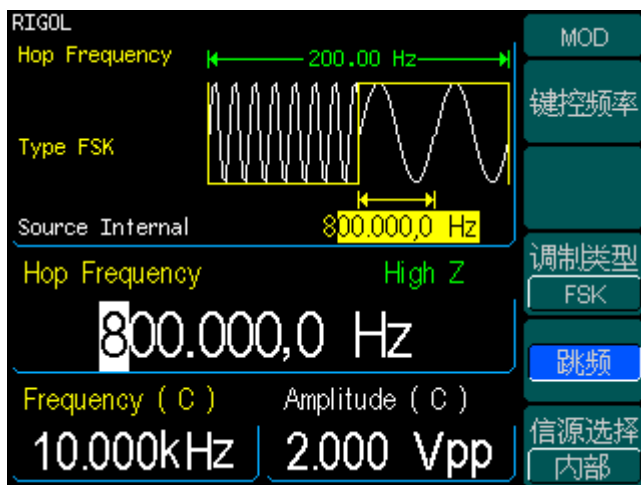 RIGOL
MOD
Hop Frequency
200.00 Hz
键控频率
Type FSK
Source Internal
800.000,0 Hz
调制类型
FSK
Hop Frequency
High Z
800.000,0 Hz
跳频
Frequency ( C )
Amplitude ( C )
信源选择
内部
10.000kHz
2.000 Vpp